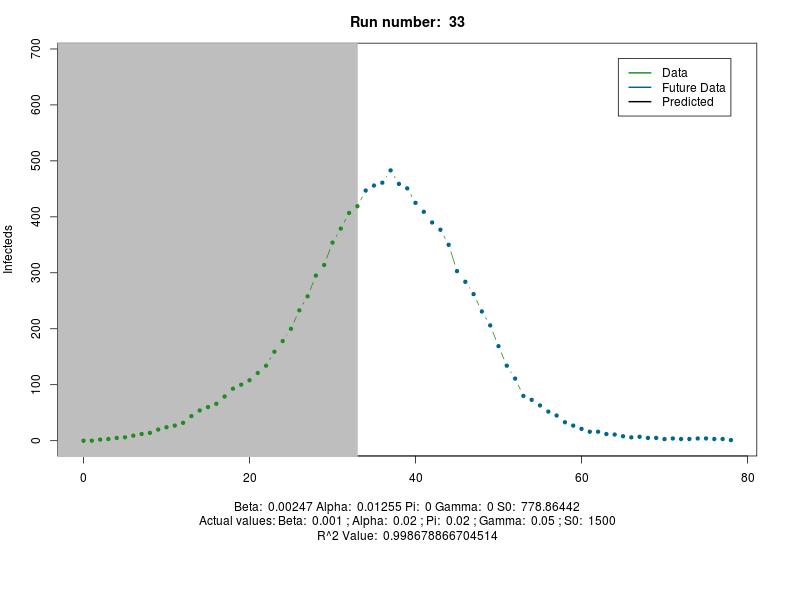 Run number: 33
700
600
500
400
300
200
100
0
Infecteds
Data
Future Data
Predicted
0 20 40 60 80
Beta: 0.00247 Alpha: 0.01255 Pi: 0 Gamma: 0 S0: 778.86442
Actual values: Beta: 0.001 ; Alpha: 0.02 ; Pi: 0.02 ; Gamma: 0.05 ; S0: 1500
R^2 Value: 0.998678866704514